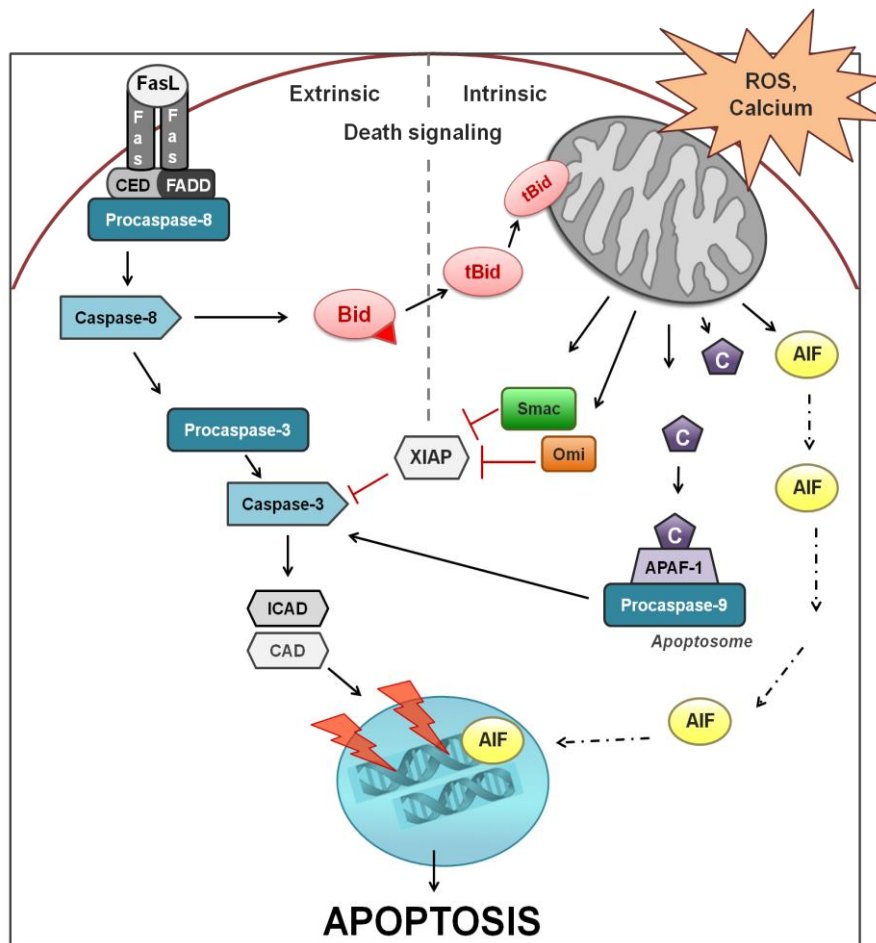 FasL
Fas
Fas
CED
FADD
Procaspase-8
Extrinsic
Intrinsic
Death signaling
ROS,
Calcium
tBid
tBid
Bid
Caspase-8
C
AIF
Procaspase-3
Smac
Omi
XIAP
C
AIF
Caspase-3
C
APAF-1
Procaspase-9
Apoptosome
ICAD
CAD
AIF
AIF
APOPTOSIS